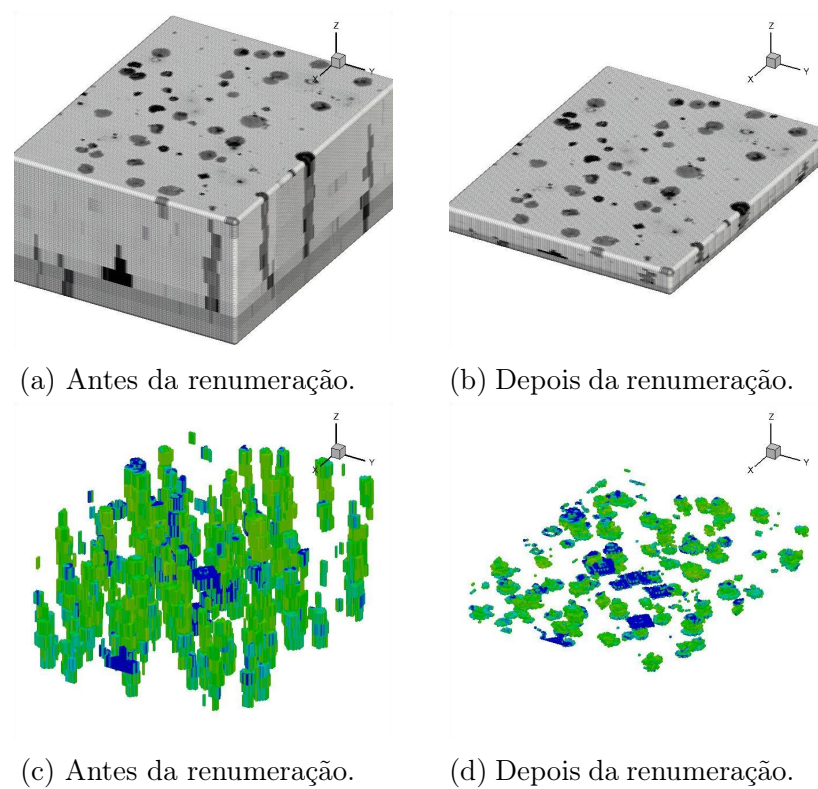 Z
X
Y
Z
X
Y
(a) Antes da renumeração.
(b) Depois da renumeração.
Z
X
Y
Z
X
Y
(c) Antes da renumeração.
(d) Depois da renumeração.